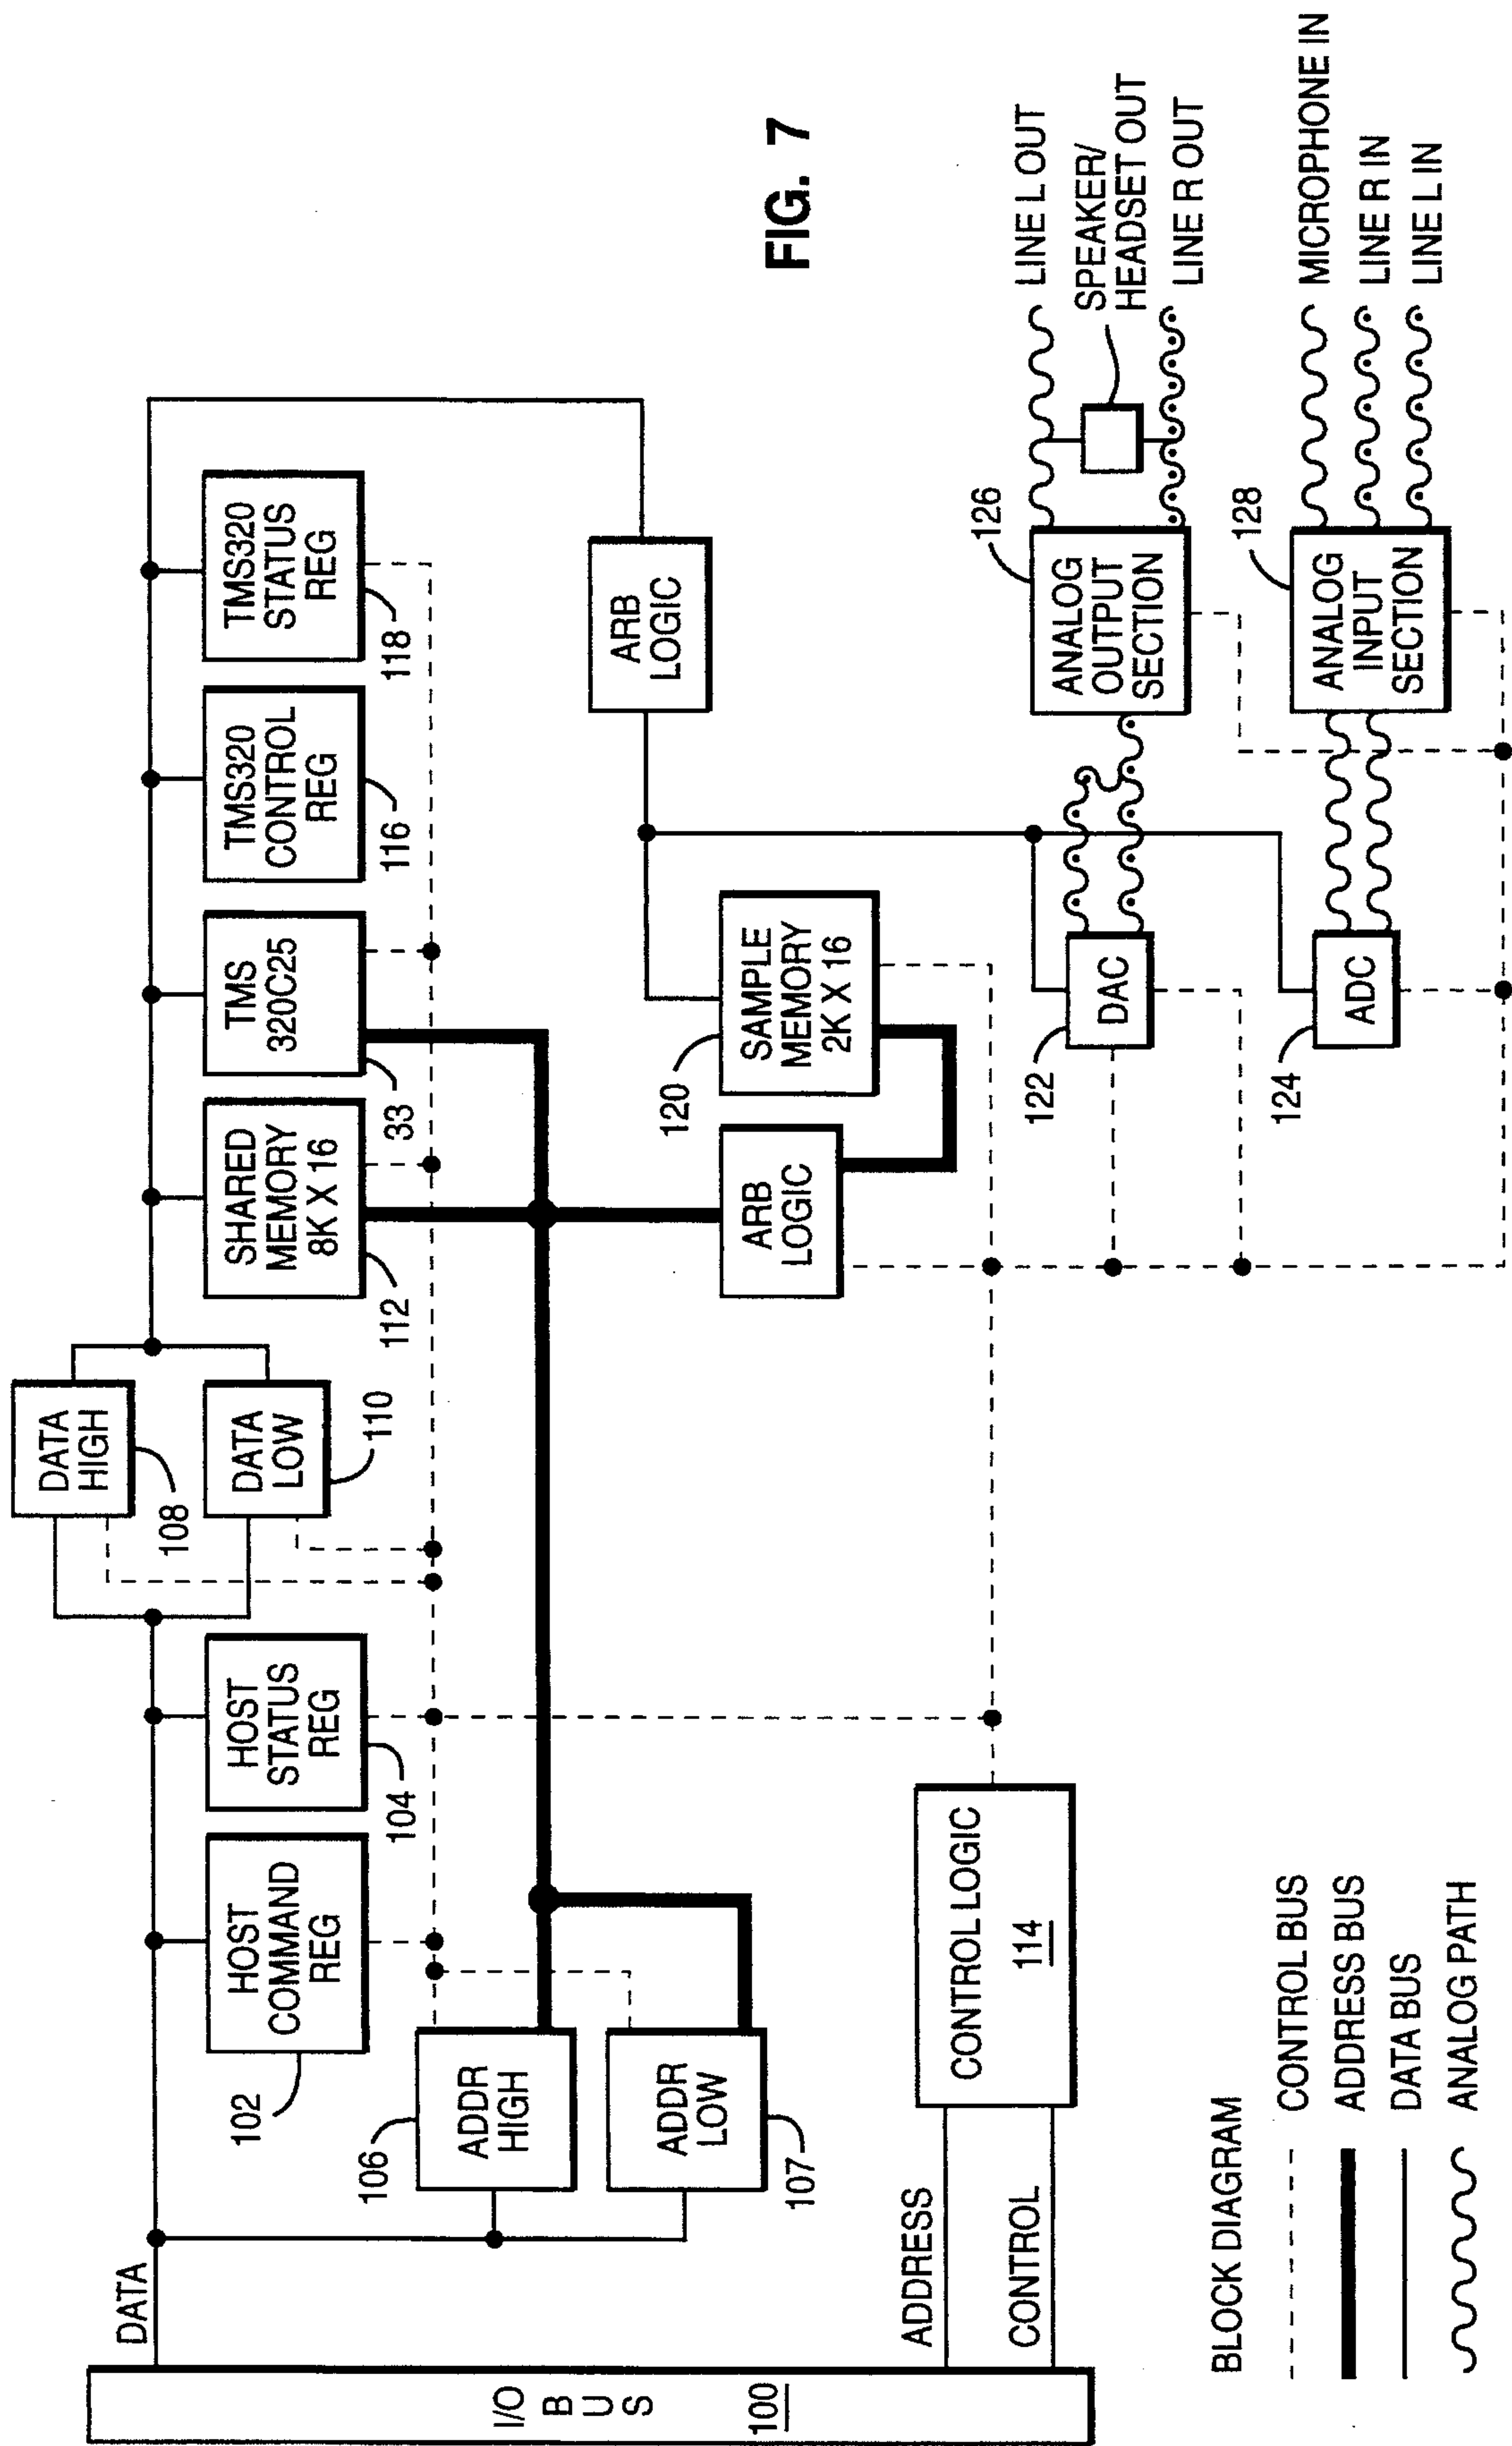 FIG. 7
I/O
B
U
S
100
DATA
ADDRESS
CONTROL
HOST
COMMAND
REG
102
HOST
STATUS
REG
104
ADDR
HIGH
106
ADDR
LOW
107
DATA
HIGH
108
DATA
LOW
110
SHARED
MEMORY
8K X 16
112
TMS
320C25
33
TMS320
CONTROL
REG
116
TMS320
STATUS
REG
118
CONTROL LOGIC
114
ARB
LOGIC
SAMPLE
MEMORY
2K X 16
120
ARB
LOGIC
DAC
122
ADC
124
ANALOG
OUTPUT
SECTION
126
ANALOG
INPUT
SECTION
128
LINE L OUT
SPEAKER/
HEADSET OUT
LINE R OUT
MICROPHONE IN
LINE R IN
LINE L IN
BLOCK DIAGRAM
CONTROL BUS
ADDRESS BUS
DATA BUS
ANALOG PATH